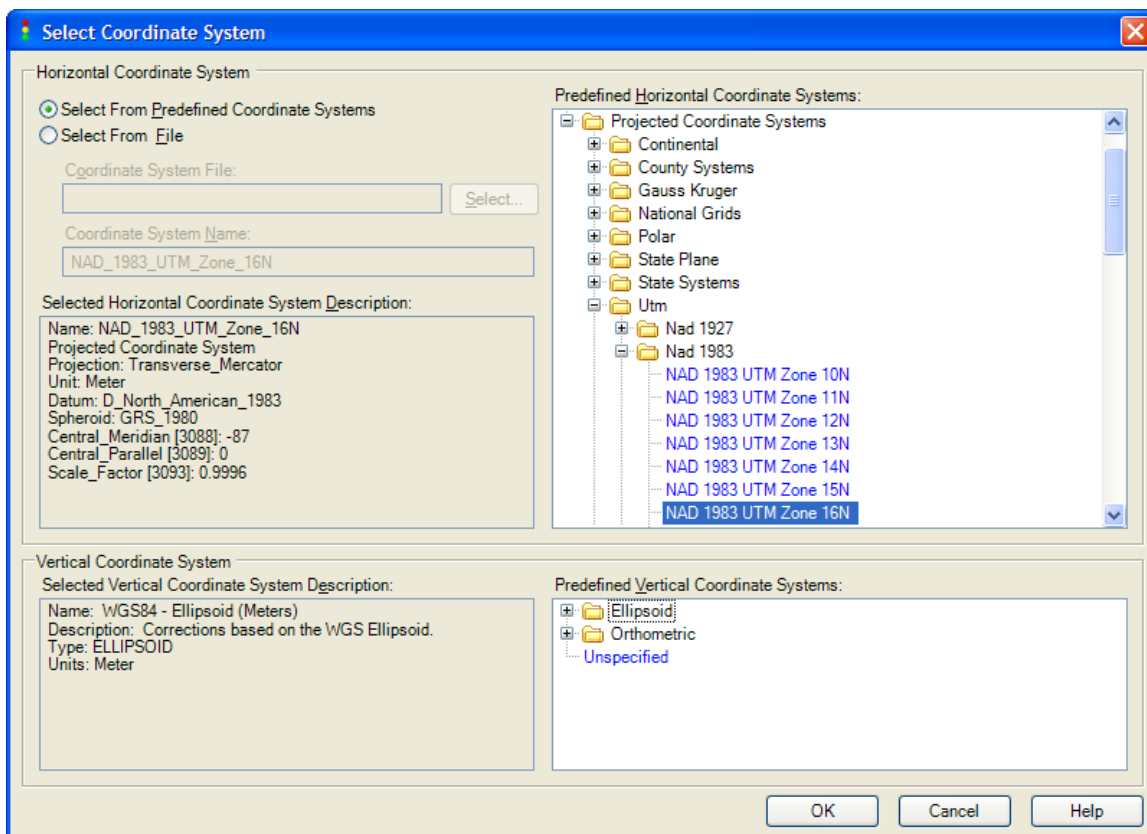 Select Coordinate System
Horizontal Coordinate System
Select From Predefined Coordinate Systems
Select From File
Coordinate System File:
Select...
Coordinate System Name:
NAD_1983_UTM_Zone_16N
Selected Horizontal Coordinate System Description:
Name: NAD_1983_UTM_Zone_16N
Projected Coordinate System
Projection: Transverse_Mercator
Unit: Meter
Datum: D_North_American_1983
Spheroid: GRS_1980
Central_Meridian [3088]: -87
Central_Parallel [3089]: 0
Scale_Factor [3093]: 0.9996
Predefined Horizontal Coordinate Systems:
Projected Coordinate Systems
Continental
County Systems
Gauss Kruger
National Grids
Polar
State Plane
State Systems
Utm
Nad 1927
Nad 1983
NAD 1983 UTM Zone 10N
NAD 1983 UTM Zone 11N
NAD 1983 UTM Zone 12N
NAD 1983 UTM Zone 13N
NAD 1983 UTM Zone 14N
NAD 1983 UTM Zone 15N
NAD 1983 UTM Zone 16N
Vertical Coordinate System
Selected Vertical Coordinate System Description:
Name: WGS84 - Ellipsoid (Meters)
Description: Corrections based on the WGS Ellipsoid.
Type: ELLIPSOID
Units: Meter
Predefined Vertical Coordinate Systems:
Ellipsoid
Orthometric
Unspecified
OK
Cancel
Help